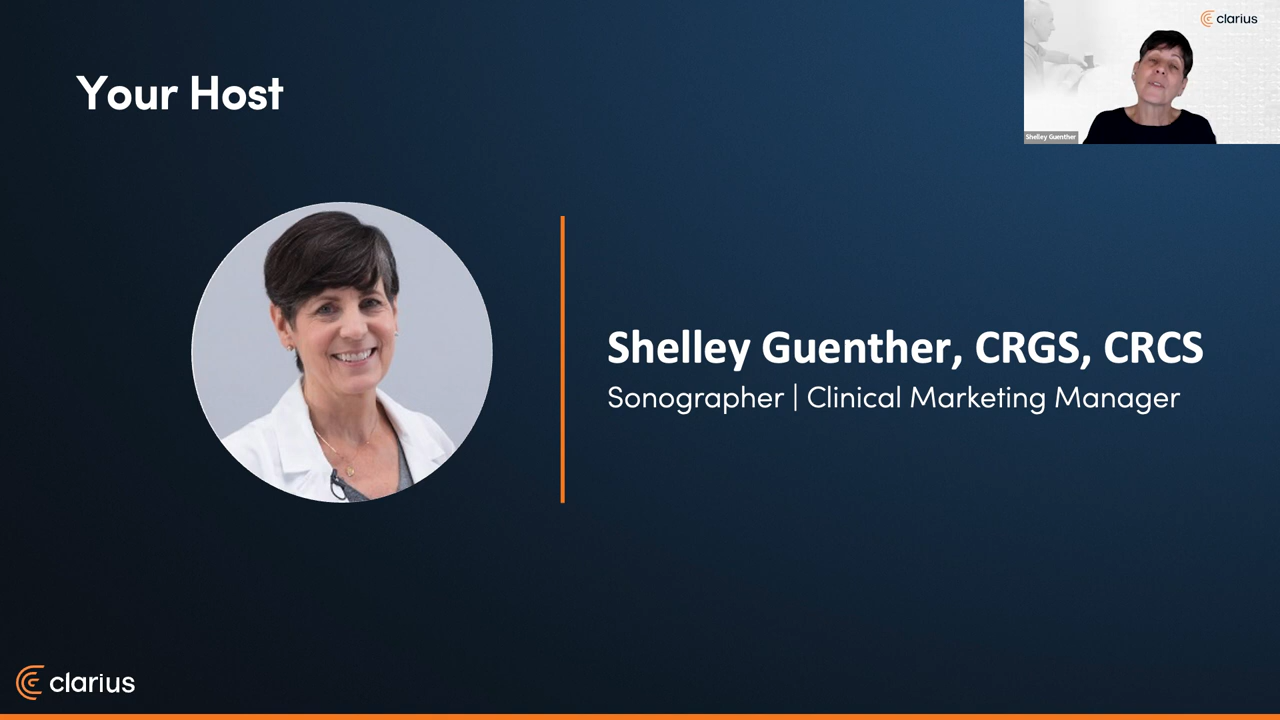 Your Host
clarius
Shelley Guenther
Shelley Guenther, CRGS, CRCS
Sonographer | Clinical Marketing Manager
clarius